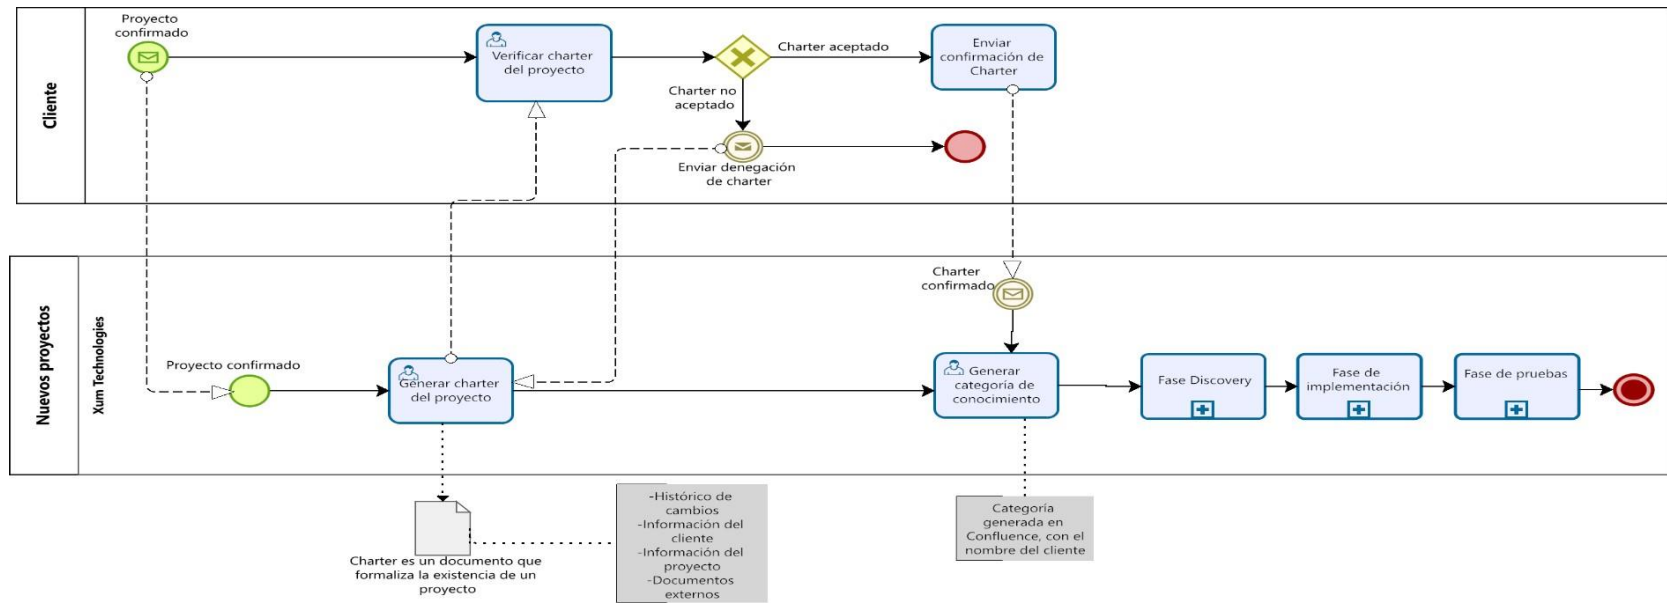 Cliente
Proyecto
confirmado
Verificar charter
del proyecto
Charter aceptado
Enviar
confirmación de
Charter
Charter no
aceptado
Enviar denegación
de charter
Nuevos proyectos
Xum Technologies
Proyecto confirmado
Generar charter
del proyecto
Charter
confirmado
Generar
categoría de
conocimiento
Fase Discovery
Fase de
implementación
Fase de pruebas
Charter es un documento que
formaliza la existencia de un
proyecto
-Histórico de
cambios
-Información del
cliente
-Información del
proyecto
-Documentos
externos
Categoría
generada en
Confluence, con el
nombre del cliente